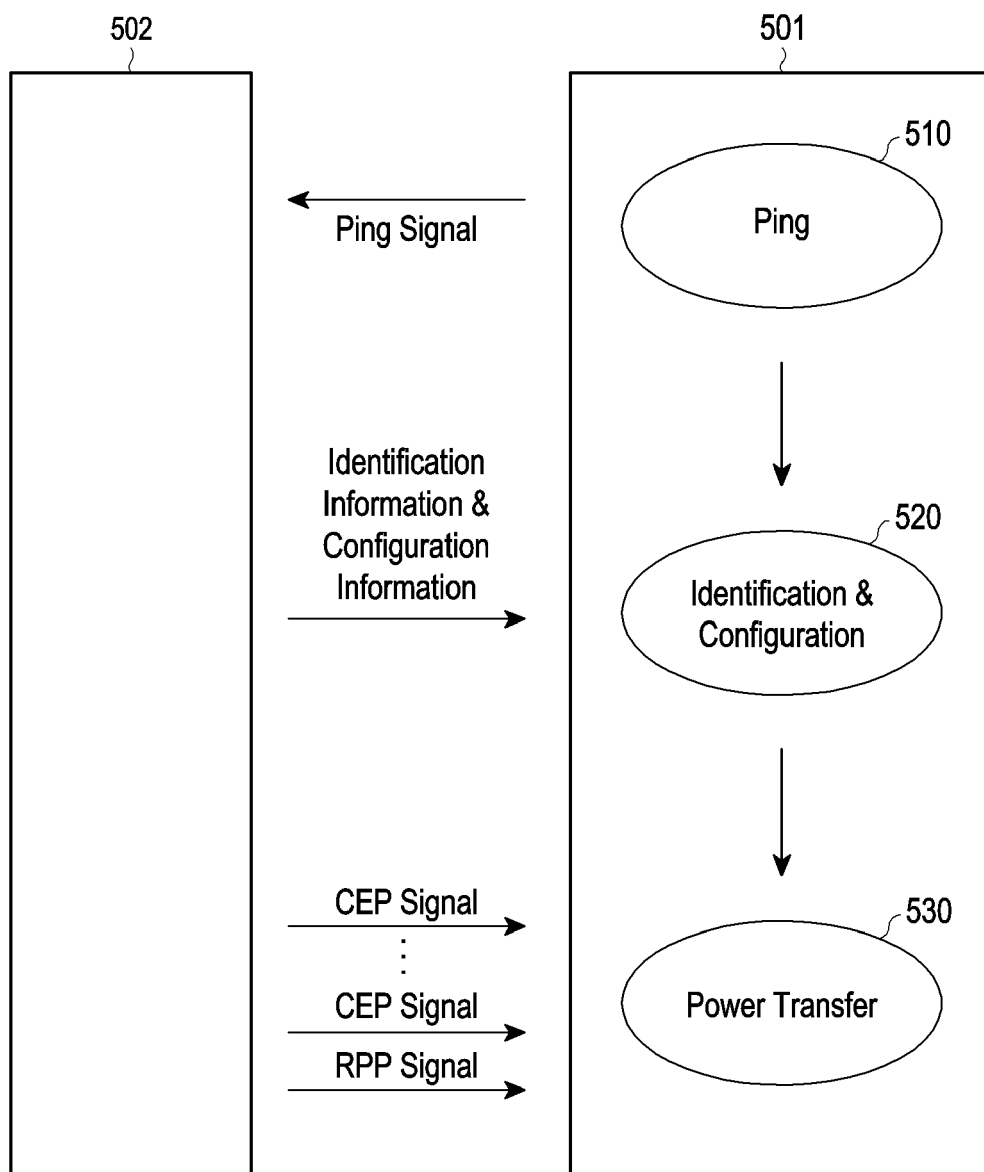 502
501
510
Ping
Ping Signal
Identification
Information &
Configuration
Information
520
Identification &
Configuration
CEP Signal
CEP Signal
RPP Signal
530
Power Transfer